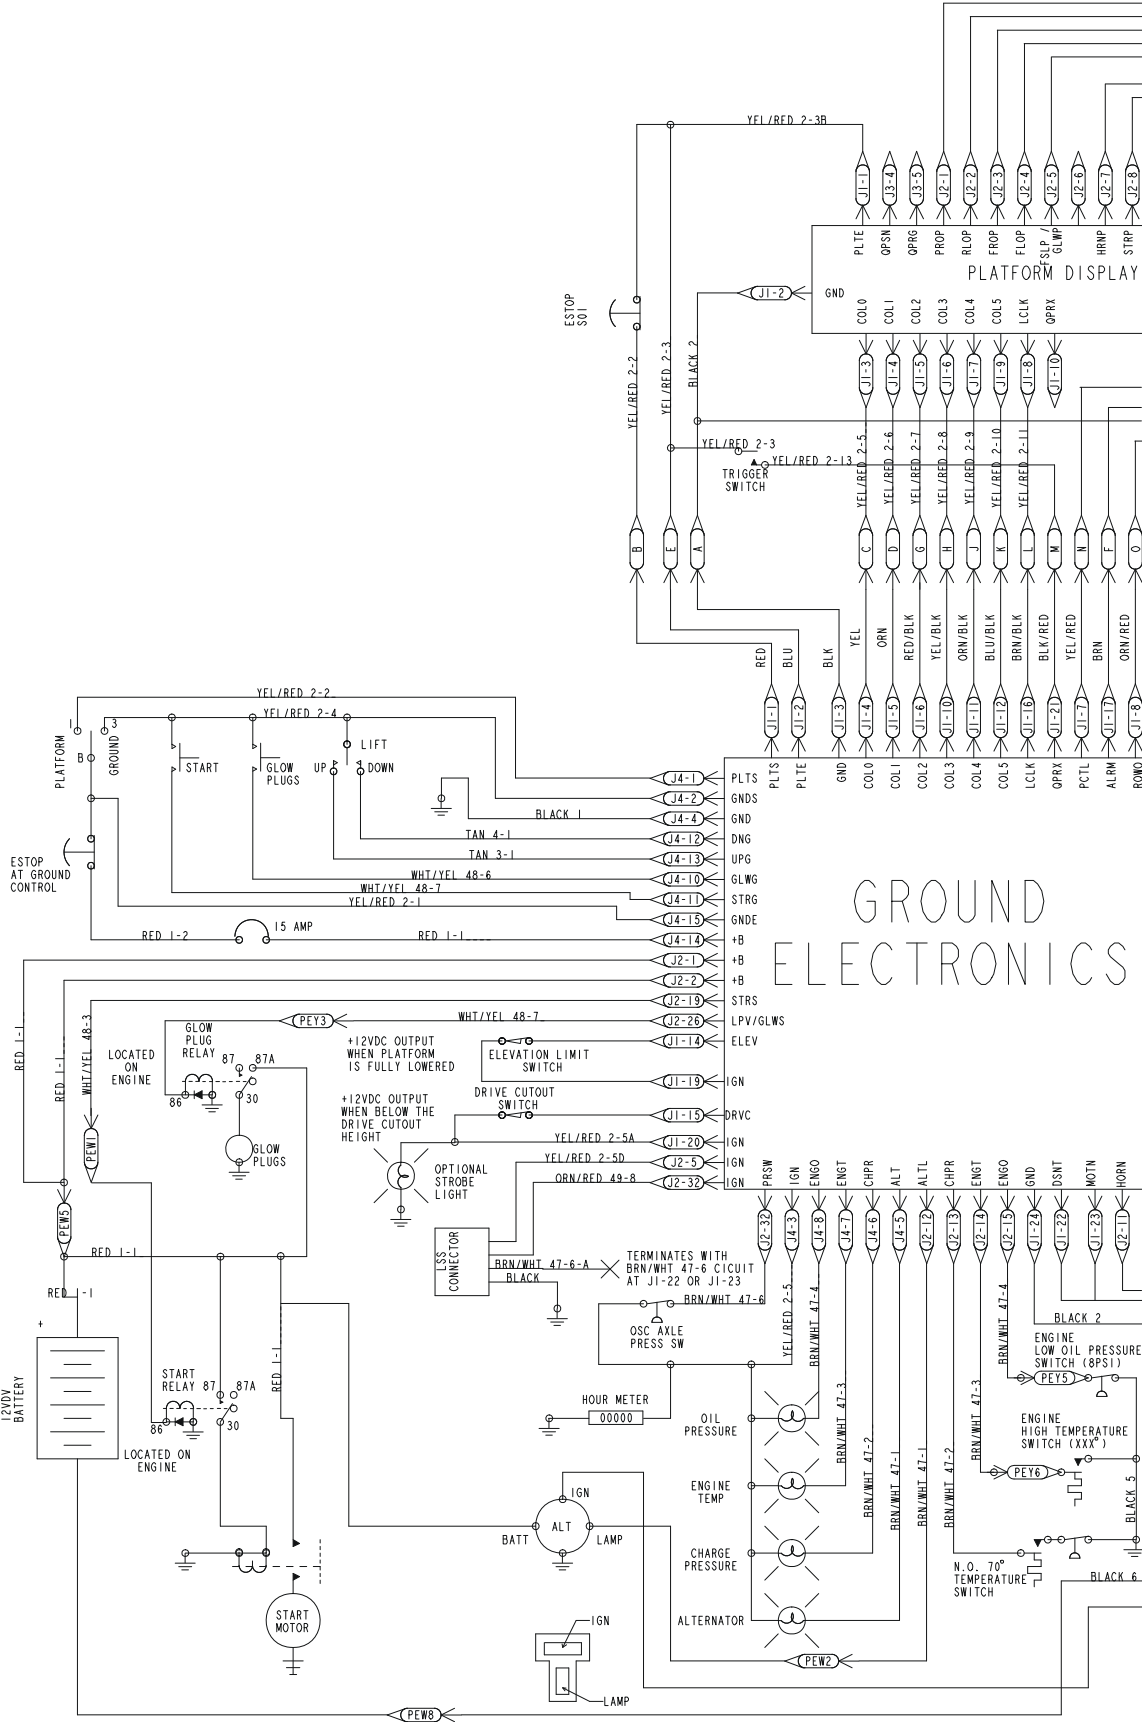 YEL/RED 2-3B
J1-1
J3-4
J3-5
J2-1
J2-2
J2-3
J2-4
J2-5
J2-6
J2-7
J2-8
PLTE
QPSN
QPRG
PROP
RLOP
FROP
FLOP
FSLP /
GLWP
HRNP
STRP
PLATFORM DISPLAY
J1-2
GND
COL0
COL1
COL2
COL3
COL4
COL5
LCLK
QPRX
ESTOP
S01
J1-3
J1-4
J1-5
J1-6
J1-7
J1-9
J1-8
J1-10
YEL/RED 2-2
YEL/RED 2-3
BLACK 2
YEL/RED 2-3
YEL/RED 2-13
TRIGGER
SWITCH
YEL/RED 2-5
YEL/RED 2-6
YEL/RED 2-7
YEL/RED 2-8
YEL/RED 2-9
YEL/RED 2-10
YEL/RED 2-11
B
E
A
C
D
G
H
J
K
L
M
N
F
O
RED
BLU
BLK
YEL
ORN
RED/BLK
YEL/BLK
ORN/BLK
BLU/BLK
BRN/BLK
BLK/RED
YEL/RED
BRN
ORN/RED
J1-1
J1-2
J1-3
J1-4
J1-5
J1-6
J1-10
J1-11
J1-12
J1-16
J1-21
J1-7
J1-17
J1-8
PLTS
PLTE
GND
COL0
COL1
COL2
COL3
COL4
COL5
LCLK
QPRX
PCTL
ALRM
ROWO
YEL/RED 2-2
YEL/RED 2-4
1
3
B
PLATFORM
GROUND
START
GLOW
PLUGS
LIFT
UP
DOWN
ESTOP
AT GROUND
CONTROL
BLACK 1
TAN 4-1
TAN 3-1
WHT/YEL 48-6
WHT/YEL 48-7
YEL/RED 2-1
RED 1-2
15 AMP
RED 1-1
J4-1 PLTS
J4-2 GNDS
J4-4 GND
J4-12 DNG
J4-13 UPG
J4-10 GLWG
J4-11 STRG
J4-15 GNDE
J4-14 +B
J2-1 +B
J2-2 +B
J2-19 STRS
J2-26 LPV/GLWS
J1-14 ELEV
J1-19 IGN
J1-15 DRVC
J1-20 IGN
J2-5 IGN
J2-32 IGN
GROUND
ELECTRONICS
RED 1-1
RED 1-1
WHT/YEL 48-3
WHT/YEL 48-7
PEY3
LOCATED
ON
ENGINE
GLOW
PLUG
RELAY
87
87A
86
30
GLOW
PLUGS
PEW1
PEW5
+12VDC OUTPUT
WHEN PLATFORM
IS FULLY LOWERED
ELEVATION LIMIT
SWITCH
+12VDC OUTPUT
WHEN BELOW THE
DRIVE CUTOUT
HEIGHT
DRIVE CUTOUT
SWITCH
OPTIONAL
STROBE
LIGHT
YEL/RED 2-5A
YEL/RED 2-5D
ORN/RED 49-8
LSS
CONNECTOR
BRN/WHT 47-6-A
BLACK
TERMINATES WITH
BRN/WHT 47-6 CICUIT
AT J1-22 OR J1-23
BRN/WHT 47-6
OSC AXLE
PRESS SW
PRSW
IGN
ENGO
ENGT
CHPR
ALT
ALTL
CHPR
ENGT
ENGO
GND
DSNT
MOTN
HORN
J2-32
J4-3
J4-8
J4-7
J4-6
J4-5
J2-12
J2-13
J2-14
J2-15
J1-24
J1-22
J1-23
J2-11
YEL/RED 2-5
BRN/WHT 47-4
BRN/WHT 47-3
BRN/WHT 47-2
BRN/WHT 47-1
BRN/WHT 47-1
BRN/WHT 47-2
BRN/WHT 47-3
BRN/WHT 47-4
BLACK 2
ENGINE
LOW OIL PRESSURE
SWITCH (8PSI)
PEY5
ENGINE
HIGH TEMPERATURE
SWITCH (XXX°)
PEY6
BLACK 5
N.O. 70°
TEMPERATURE
SWITCH
BLACK 6
RED 1-1
RED 1-1
+
12VDV
BATTERY
START
RELAY
87
87A
86
30
LOCATED ON
ENGINE
RED 1-1
HOUR METER
00000
OIL
PRESSURE
ENGINE
TEMP
CHARGE
PRESSURE
ALTERNATOR
IGN
BATT
ALT
LAMP
START
MOTOR
IGN
LAMP
PEW2
PEW8